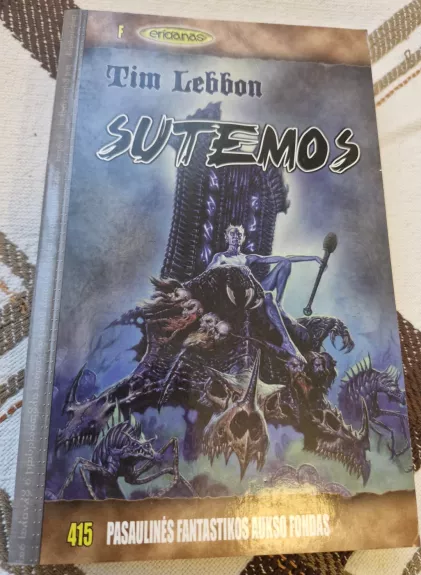 F eridanas
Tim Lebbon
SUTEMOS
415 PASAULINĖS FANTASTIKOS AUKSO FONDAS